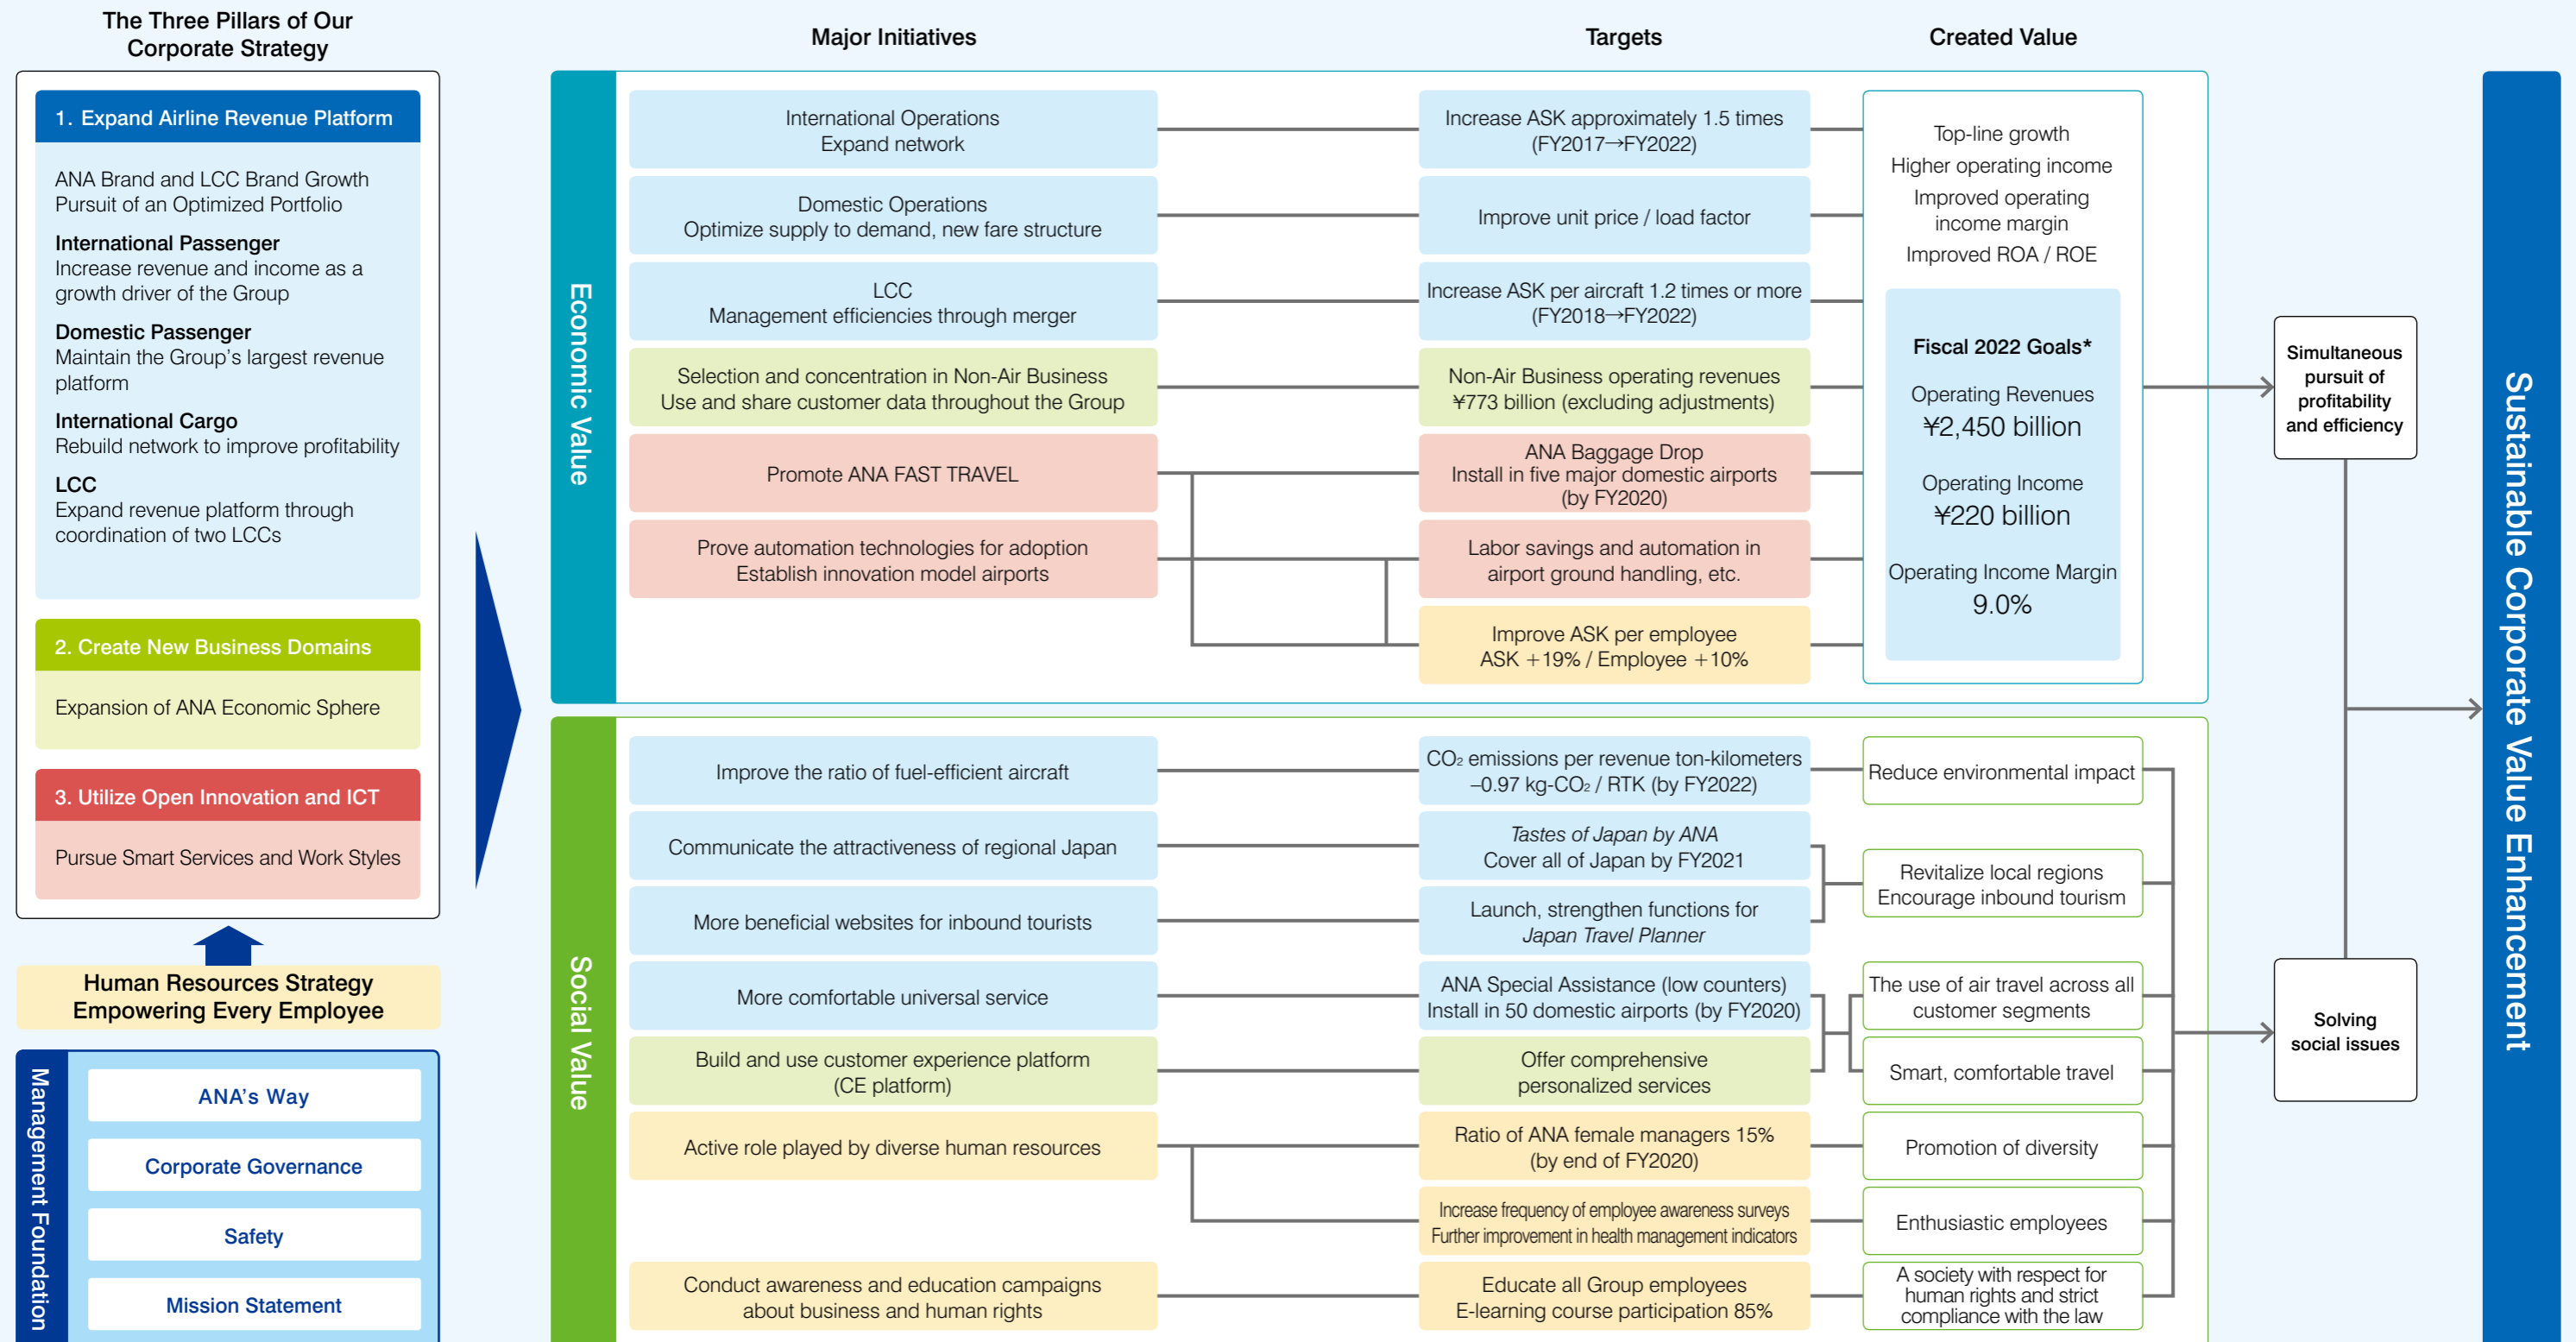 The Three Pillars of Our
Corporate Strategy
1. Expand Airline Revenue Platform
ANA Brand and LCC Brand Growth
Pursuit of an Optimized Portfolio
International Passenger
Increase revenue and income as a
growth driver of the Group
Domestic Passenger
Maintain the Group's largest revenue
platform
International Cargo
Rebuild network to improve profitability
LCC
Expand revenue platform through
coordination of two LCCs
2. Create New Business Domains
Expansion of ANA Economic Sphere
3. Utilize Open Innovation and ICT
Pursue Smart Services and Work Styles
Human Resources Strategy
Empowering Every Employee
Management Foundation
ANA's Way
Corporate Governance
Safety
Mission Statement
Major Initiatives
Targets
Created Value
Economic Value
International Operations
Expand network
Increase ASK approximately 1.5 times
(FY2017→FY2022)
Domestic Operations
Optimize supply to demand, new fare structure
Improve unit price / load factor
LCC
Management efficiencies through merger
Increase ASK per aircraft 1.2 times or more
(FY2018→FY2022)
Selection and concentration in Non-Air Business
Use and share customer data throughout the Group
Non-Air Business operating revenues
¥773 billion (excluding adjustments)
Promote ANA FAST TRAVEL
ANA Baggage Drop
Install in five major domestic airports
(by FY2020)
Prove automation technologies for adoption
Establish innovation model airports
Labor savings and automation in
airport ground handling, etc.
Improve ASK per employee
ASK +19% / Employee +10%
Top-line growth
Higher operating income
Improved operating
income margin
Improved ROA / ROE
Fiscal 2022 Goals*
Operating Revenues
¥2,450 billion
Operating Income
¥220 billion
Operating Income Margin
9.0%
Social Value
Improve the ratio of fuel-efficient aircraft
CO₂ emissions per revenue ton-kilometers
–0.97 kg-CO₂ / RTK (by FY2022)
Reduce environmental impact
Communicate the attractiveness of regional Japan
Tastes of Japan by ANA
Cover all of Japan by FY2021
More beneficial websites for inbound tourists
Launch, strengthen functions for
Japan Travel Planner
Revitalize local regions
Encourage inbound tourism
More comfortable universal service
ANA Special Assistance (low counters)
Install in 50 domestic airports (by FY2020)
The use of air travel across all
customer segments
Build and use customer experience platform
(CE platform)
Offer comprehensive
personalized services
Smart, comfortable travel
Active role played by diverse human resources
Ratio of ANA female managers 15%
(by end of FY2020)
Promotion of diversity
Increase frequency of employee awareness surveys
Further improvement in health management indicators
Enthusiastic employees
Conduct awareness and education campaigns
about business and human rights
Educate all Group employees
E-learning course participation 85%
A society with respect for
human rights and strict
compliance with the law
Simultaneous
pursuit of
profitability
and efficiency
Solving
social issues
Sustainable Corporate Value Enhancement